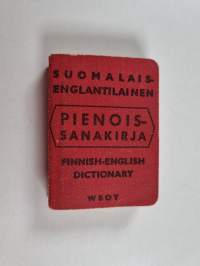 SUOMALAIS-
ENGLANTILAINEN
PIENOIS-
SANAKIRJA
FINNISH-ENGLISH
DICTIONARY
WSOY